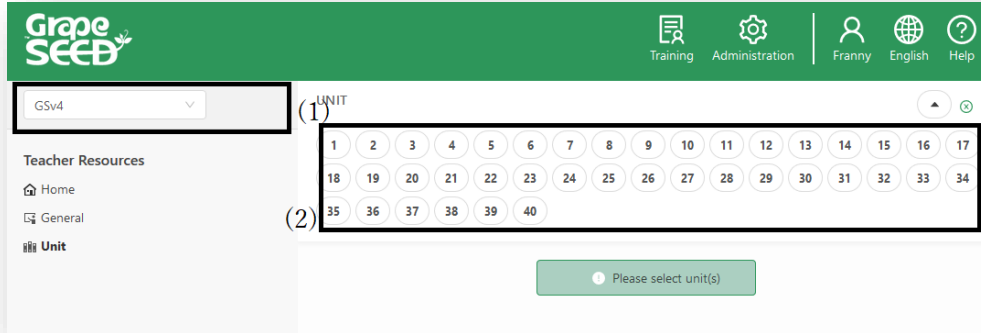 Grape
SEED
Training
Administration
Franny
English
Help
GSv4
(1)
UNIT
1 2 3 4 5 6 7 8 9 10 11 12 13 14 15 16 17
Teacher Resources
18 19 20 21 22 23 24 25 26 27 28 29 30 31 32 33 34
Home
(2)
35 36 37 38 39 40
General
Unit
Please select unit(s)